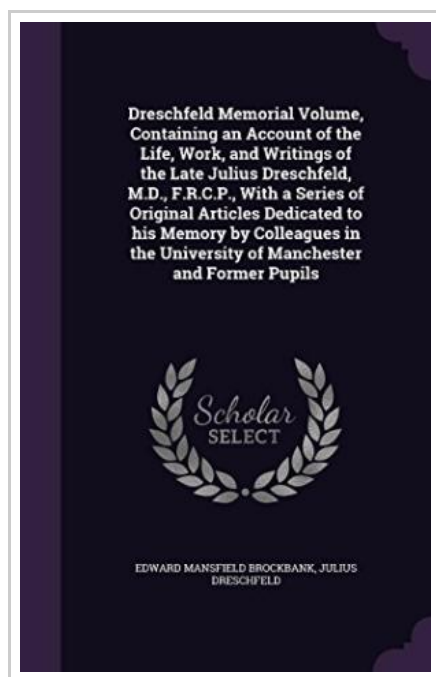 Dreschfeld Memorial Volume,
Containing an Account of the
Life, Work, and Writings of
the Late Julius Dreschfeld,
M.D., F.R.C.P., With a Series of
Original Articles Dedicated to
his Memory by Colleagues in
the University of Manchester
and Former Pupils
Scholar
SELECT
EDWARD MANSFIELD BROCKBANK, JULIUS
DRESCHFELD